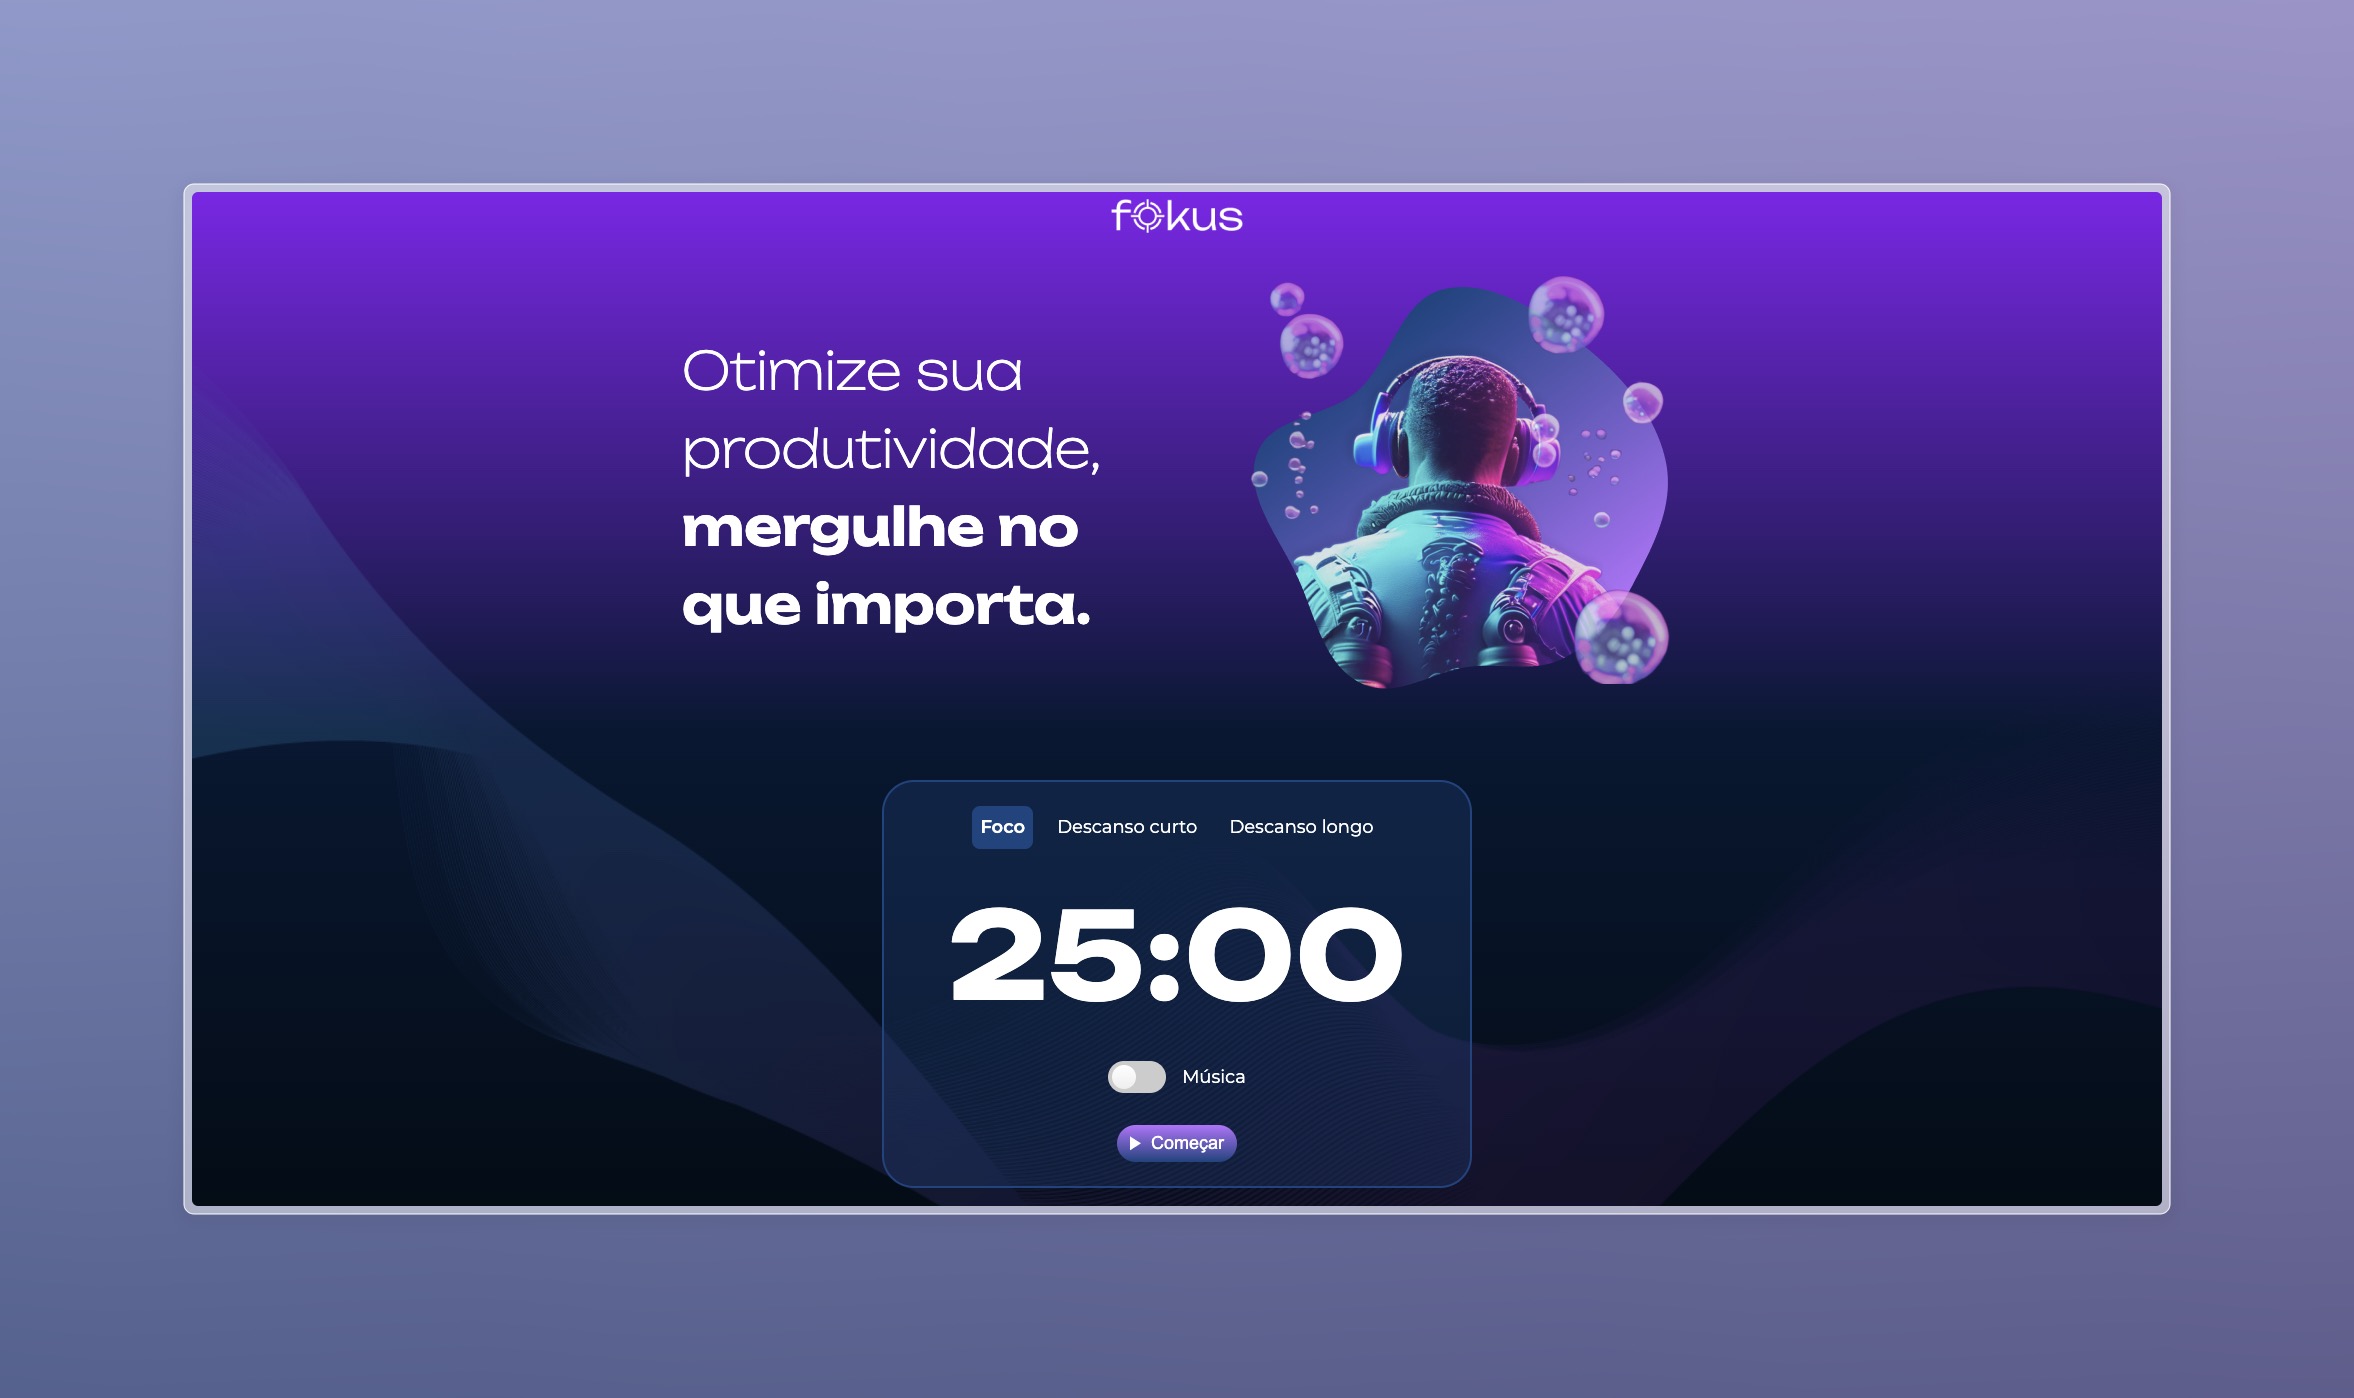 fokus
Otimize sua
produtividade,
mergulhe no
que importa.
Foco Descanso curto Descanso longo
25:00
Música
Começar